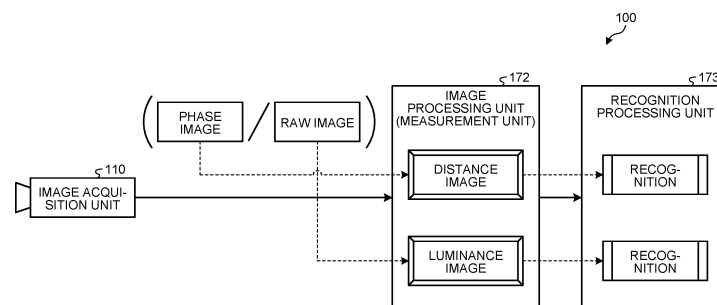 100
172
173
IMAGE
PROCESSING UNIT
(MEASUREMENT UNIT)
RECOGNITION
PROCESSING UNIT
( PHASE
IMAGE / RAW IMAGE )
110
IMAGE ACQUI-
SITION UNIT
DISTANCE
IMAGE
RECOG-
NITION
LUMINANCE
IMAGE
RECOG-
NITION